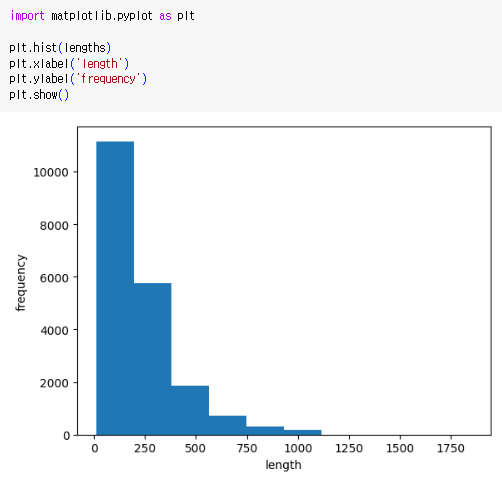 import matplotlib.pyplot as plt
plt.hist(lengths)
plt.xlabel('length')
plt.ylabel('frequency')
plt.show()
10000
8000
6000
4000
2000
0
frequency
0 250 500 750 1000 1250 1500 1750
length